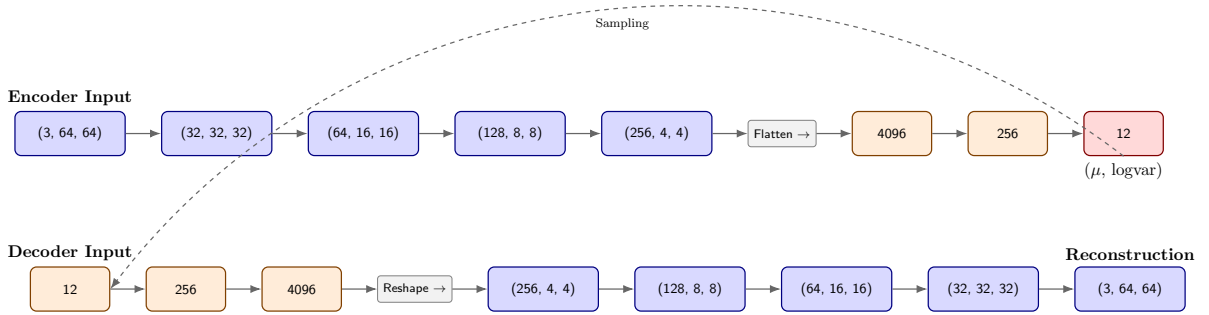 Sampling
Encoder Input
(3, 64, 64)
(32, 32, 32)
(64, 16, 16)
(128, 8, 8)
(256, 4, 4)
Flatten →
4096
256
12
(μ, logvar)
Decoder Input
Reconstruction
12
256
4096
Reshape →
(256, 4, 4)
(128, 8, 8)
(64, 16, 16)
(32, 32, 32)
(3, 64, 64)